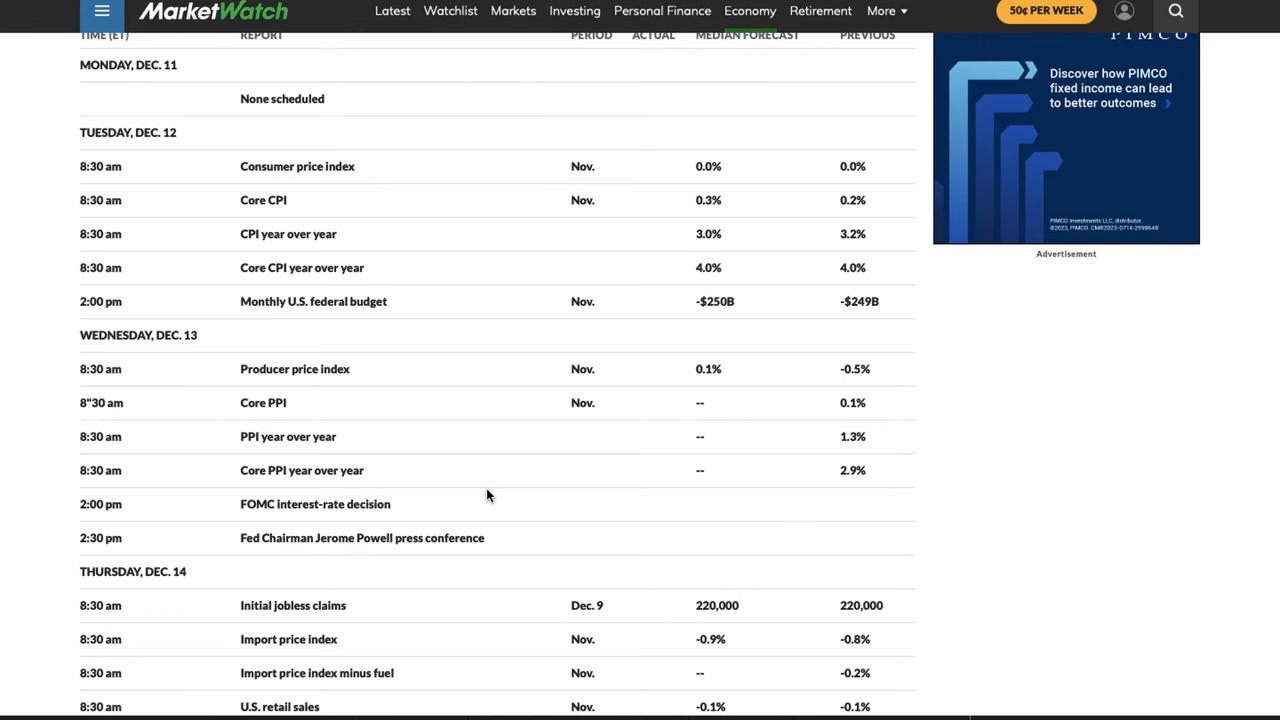 MarketWatch Latest Watchlist Markets Investing Personal Finance Economy Retirement More 50¢ PER WEEK
TIME (ET) REPORT PERIOD ACTUAL MEDIAN FORECAST PREVIOUS
MONDAY, DEC. 11
None scheduled
TUESDAY, DEC. 12
8:30 am Consumer price index Nov. 0.0% 0.0%
8:30 am Core CPI Nov. 0.3% 0.2%
8:30 am CPI year over year 3.0% 3.2%
8:30 am Core CPI year over year 4.0% 4.0%
2:00 pm Monthly U.S. federal budget Nov. -$250B -$249B
WEDNESDAY, DEC. 13
8:30 am Producer price index Nov. 0.1% -0.5%
8"30 am Core PPI Nov. -- 0.1%
8:30 am PPI year over year -- 1.3%
8:30 am Core PPI year over year -- 2.9%
2:00 pm FOMC interest-rate decision
2:30 pm Fed Chairman Jerome Powell press conference
THURSDAY, DEC. 14
8:30 am Initial jobless claims Dec. 9 220,000 220,000
8:30 am Import price index Nov. -0.9% -0.8%
8:30 am Import price index minus fuel Nov. -- -0.2%
8:30 am U.S. retail sales Nov. -0.1% -0.1%
PIMCO
Discover how PIMCO
fixed income can lead
to better outcomes
PIMCO Investments LLC, distributor.
©2023, PIMCO. CMR2023-0714-2998648
Advertisement